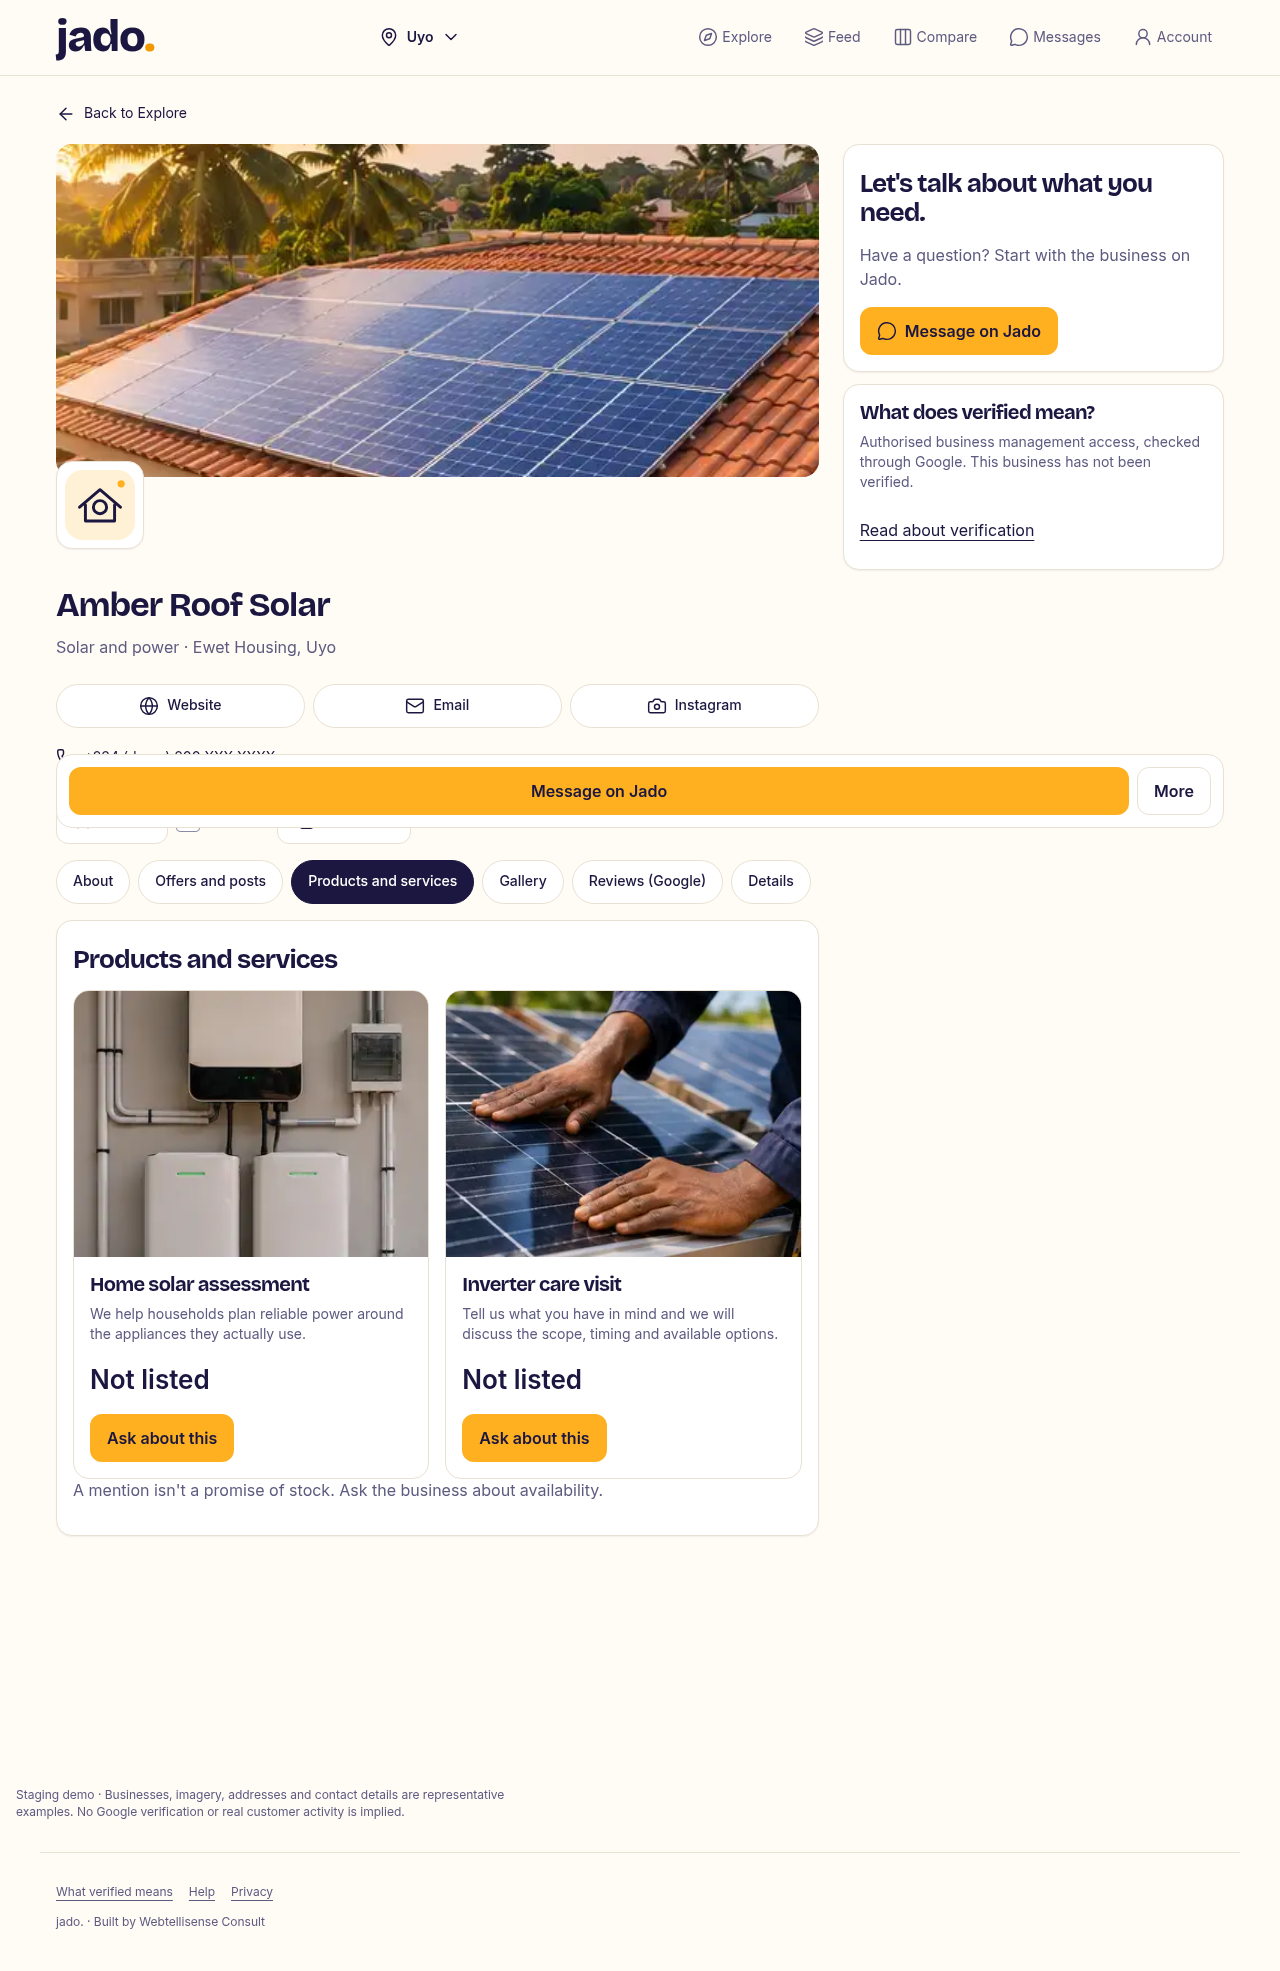 jado.
Uyo
Explore
Feed
Compare
Messages
Account
Back to Explore
Let's talk about what you
need.
Have a question? Start with the business on
Jado.
Message on Jado
What does verified mean?
Authorised business management access, checked
through Google. This business has not been
verified.
Read about verification
Amber Roof Solar
Solar and power · Ewet Housing, Uyo
Website
Email
Instagram
Message on Jado
More
About
Offers and posts
Products and services
Gallery
Reviews (Google)
Details
Products and services
Home solar assessment
We help households plan reliable power around
the appliances they actually use.
Not listed
Ask about this
Inverter care visit
Tell us what you have in mind and we will
discuss the scope, timing and available options.
Not listed
Ask about this
A mention isn't a promise of stock. Ask the business about availability.
Staging demo · Businesses, imagery, addresses and contact details are representative
examples. No Google verification or real customer activity is implied.
What verified means
Help
Privacy
jado. · Built by Webtellisense Consult